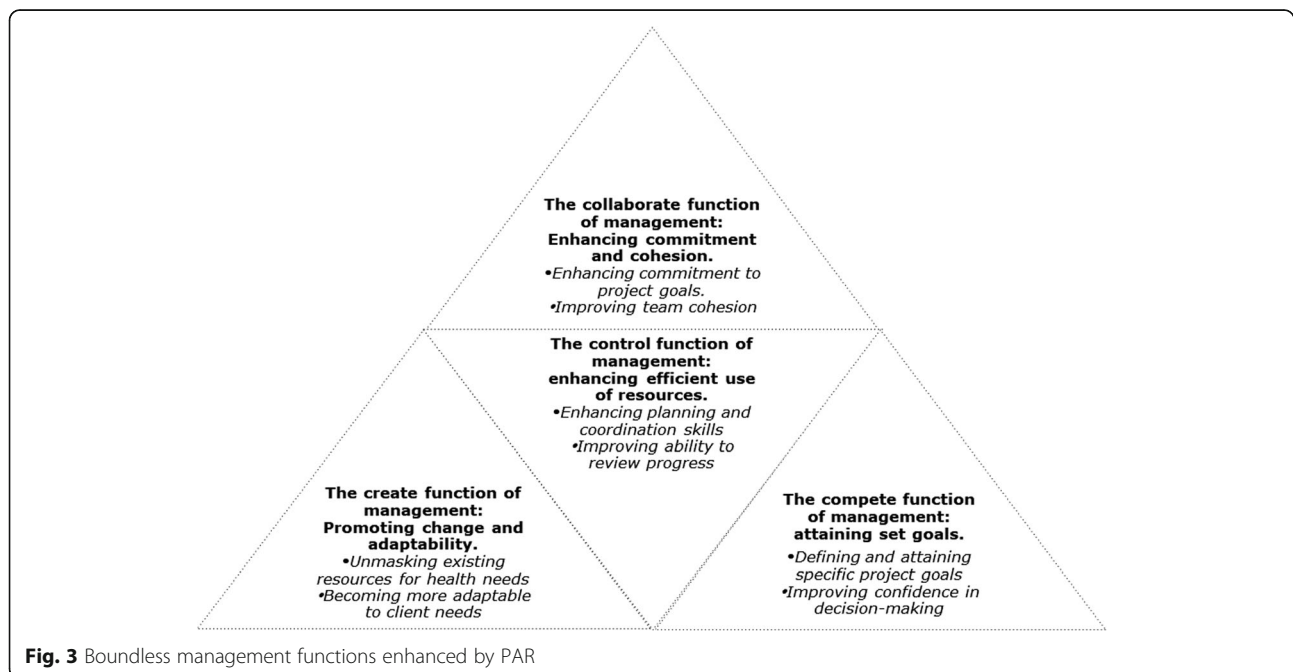 The collaborate function
of management:
Enhancing commitment
and cohesion.
•Enhancing commitment to
project goals.
•Improving team cohesion
The control function of
management:
enhancing efficient use
of resources.
•Enhancing planning and
coordination skills
•Improving ability to
review progress
The create function of
management:
Promoting change and
adaptability.
•Unmasking existing
resources for health needs
•Becoming more adaptable
to client needs
The compete function
of management:
attaining set goals.
•Defining and attaining
specific project goals
•Improving confidence in
decision-making
Fig. 3 Boundless management functions enhanced by PAR